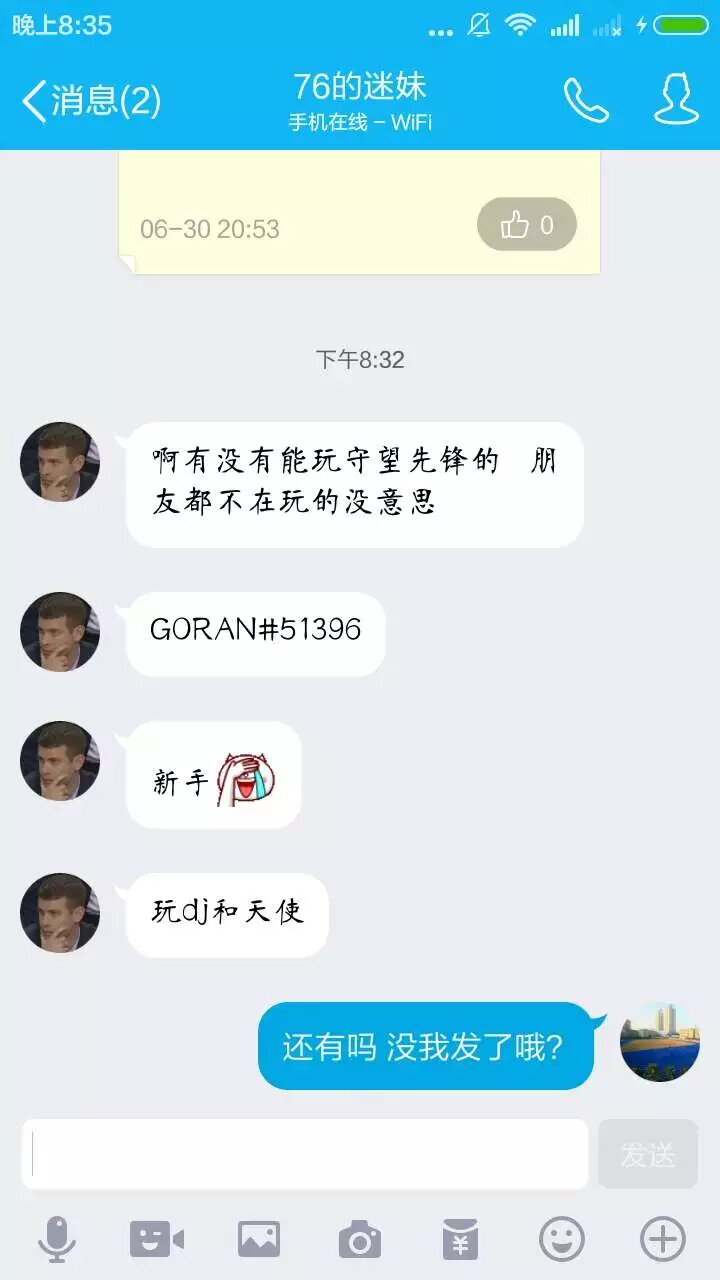 晚上8:35
消息(2)
76的迷妹
手机在线 - WiFi
06-30 20:53
0
下午8:32
啊有没有能玩守望先锋的 朋
友都不在玩的没意思
GORAN#51396
新手
玩dj和天使
还有吗 没我发了哦?
发送